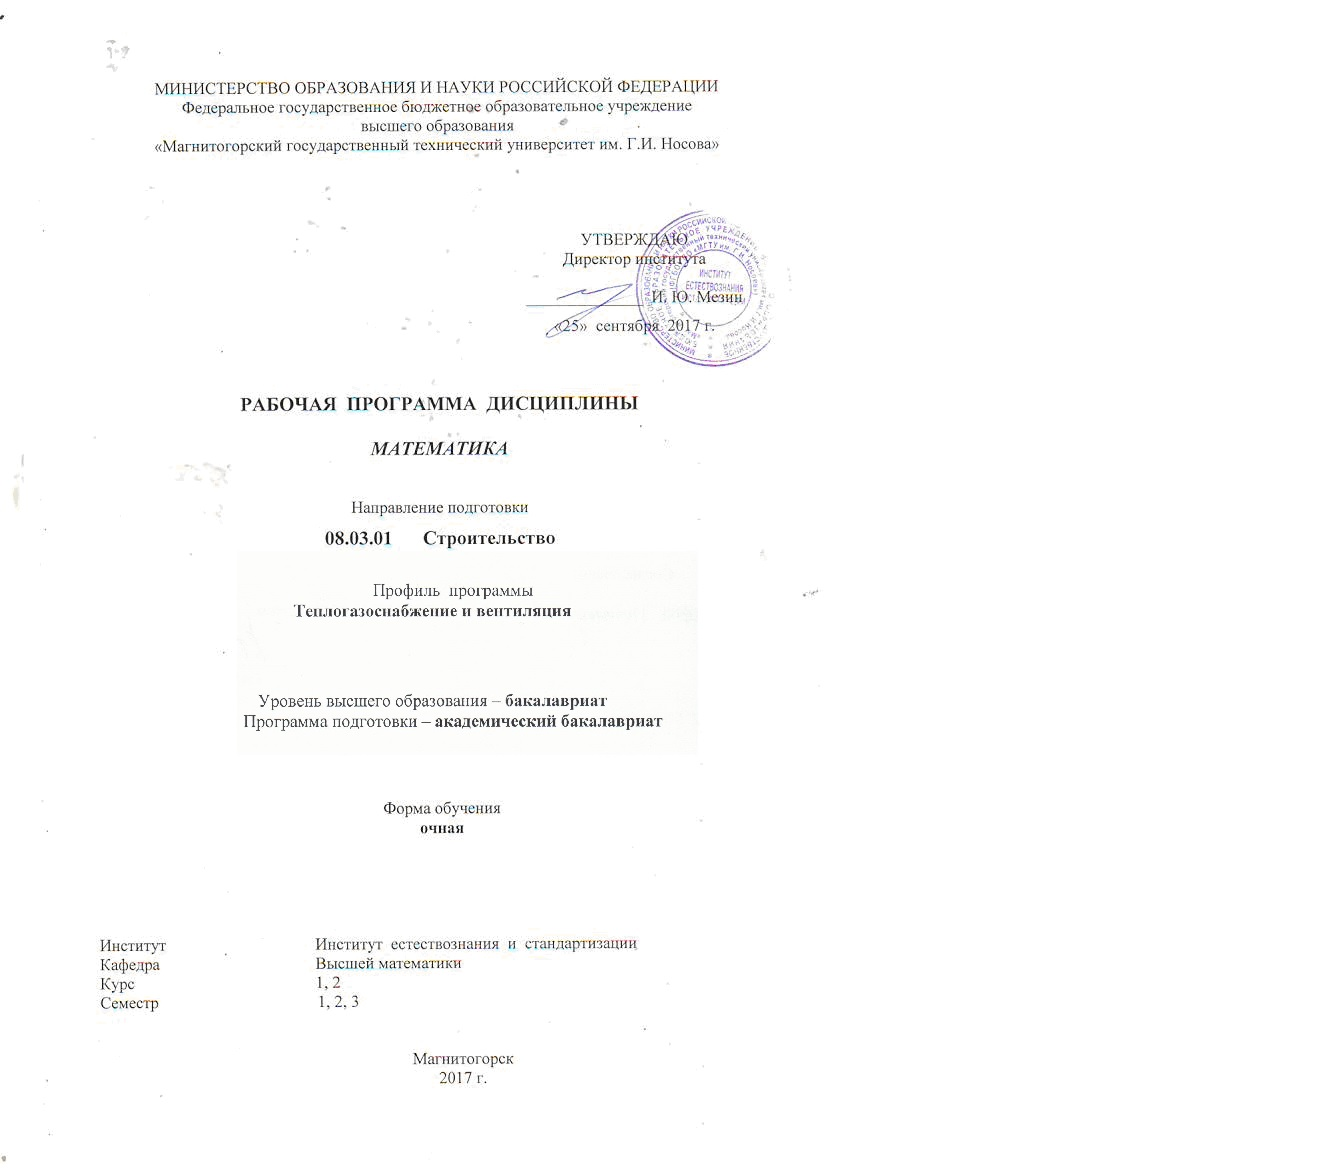 МИНИСТЕРСТВО ОБРАЗОВАНИЯ И НАУКИ РОССИЙСКОЙ ФЕДЕРАЦИИ
Федеральное государственное бюджетное образовательное учреждение
высшего образования
«Магнитогорский государственный технический университет им. Г.И. Носова»
УТВЕРЖДАЮ
Директор института
И. Ю. Мезин
«25» сентября 2017 г.
ИНСТИТУТ
ЕСТЕСТВОЗНАНИЯ
РАБОЧАЯ ПРОГРАММА ДИСЦИПЛИНЫ
МАТЕМАТИКА
Направление подготовки
08.03.01 Строительство
Профиль программы
Теплогазоснабжение и вентиляция
Уровень высшего образования – бакалавриат
Программа подготовки – академический бакалавриат
Форма обучения
очная
Институт Институт естествознания и стандартизации
Кафедра Высшей математики
Курс 1, 2
Семестр 1, 2, 3
Магнитогорск
2017 г.